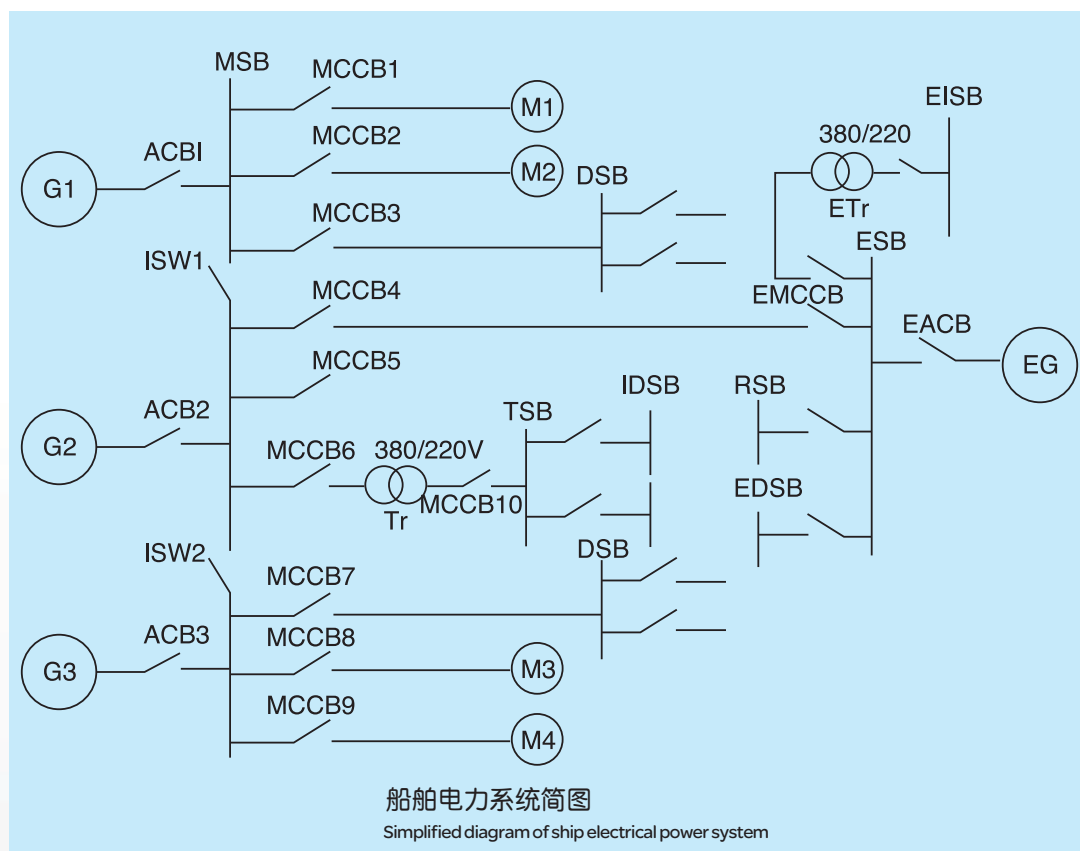 MSB
MCCB1
M1
EISB
380/220
MCCB2
ACBI
M2
DSB
G1
ETr
MCCB3
ESB
ISW1
MCCB4
EMCCB
EACB
MCCB5
EG
IDSB
RSB
ACB2
TSB
G2
MCCB6
380/220V
MCCB10
EDSB
Tr
ISW2
DSB
MCCB7
ACB3
MCCB8
G3
M3
MCCB9
M4
船舶电力系统简图
Simplified diagram of ship electrical power system